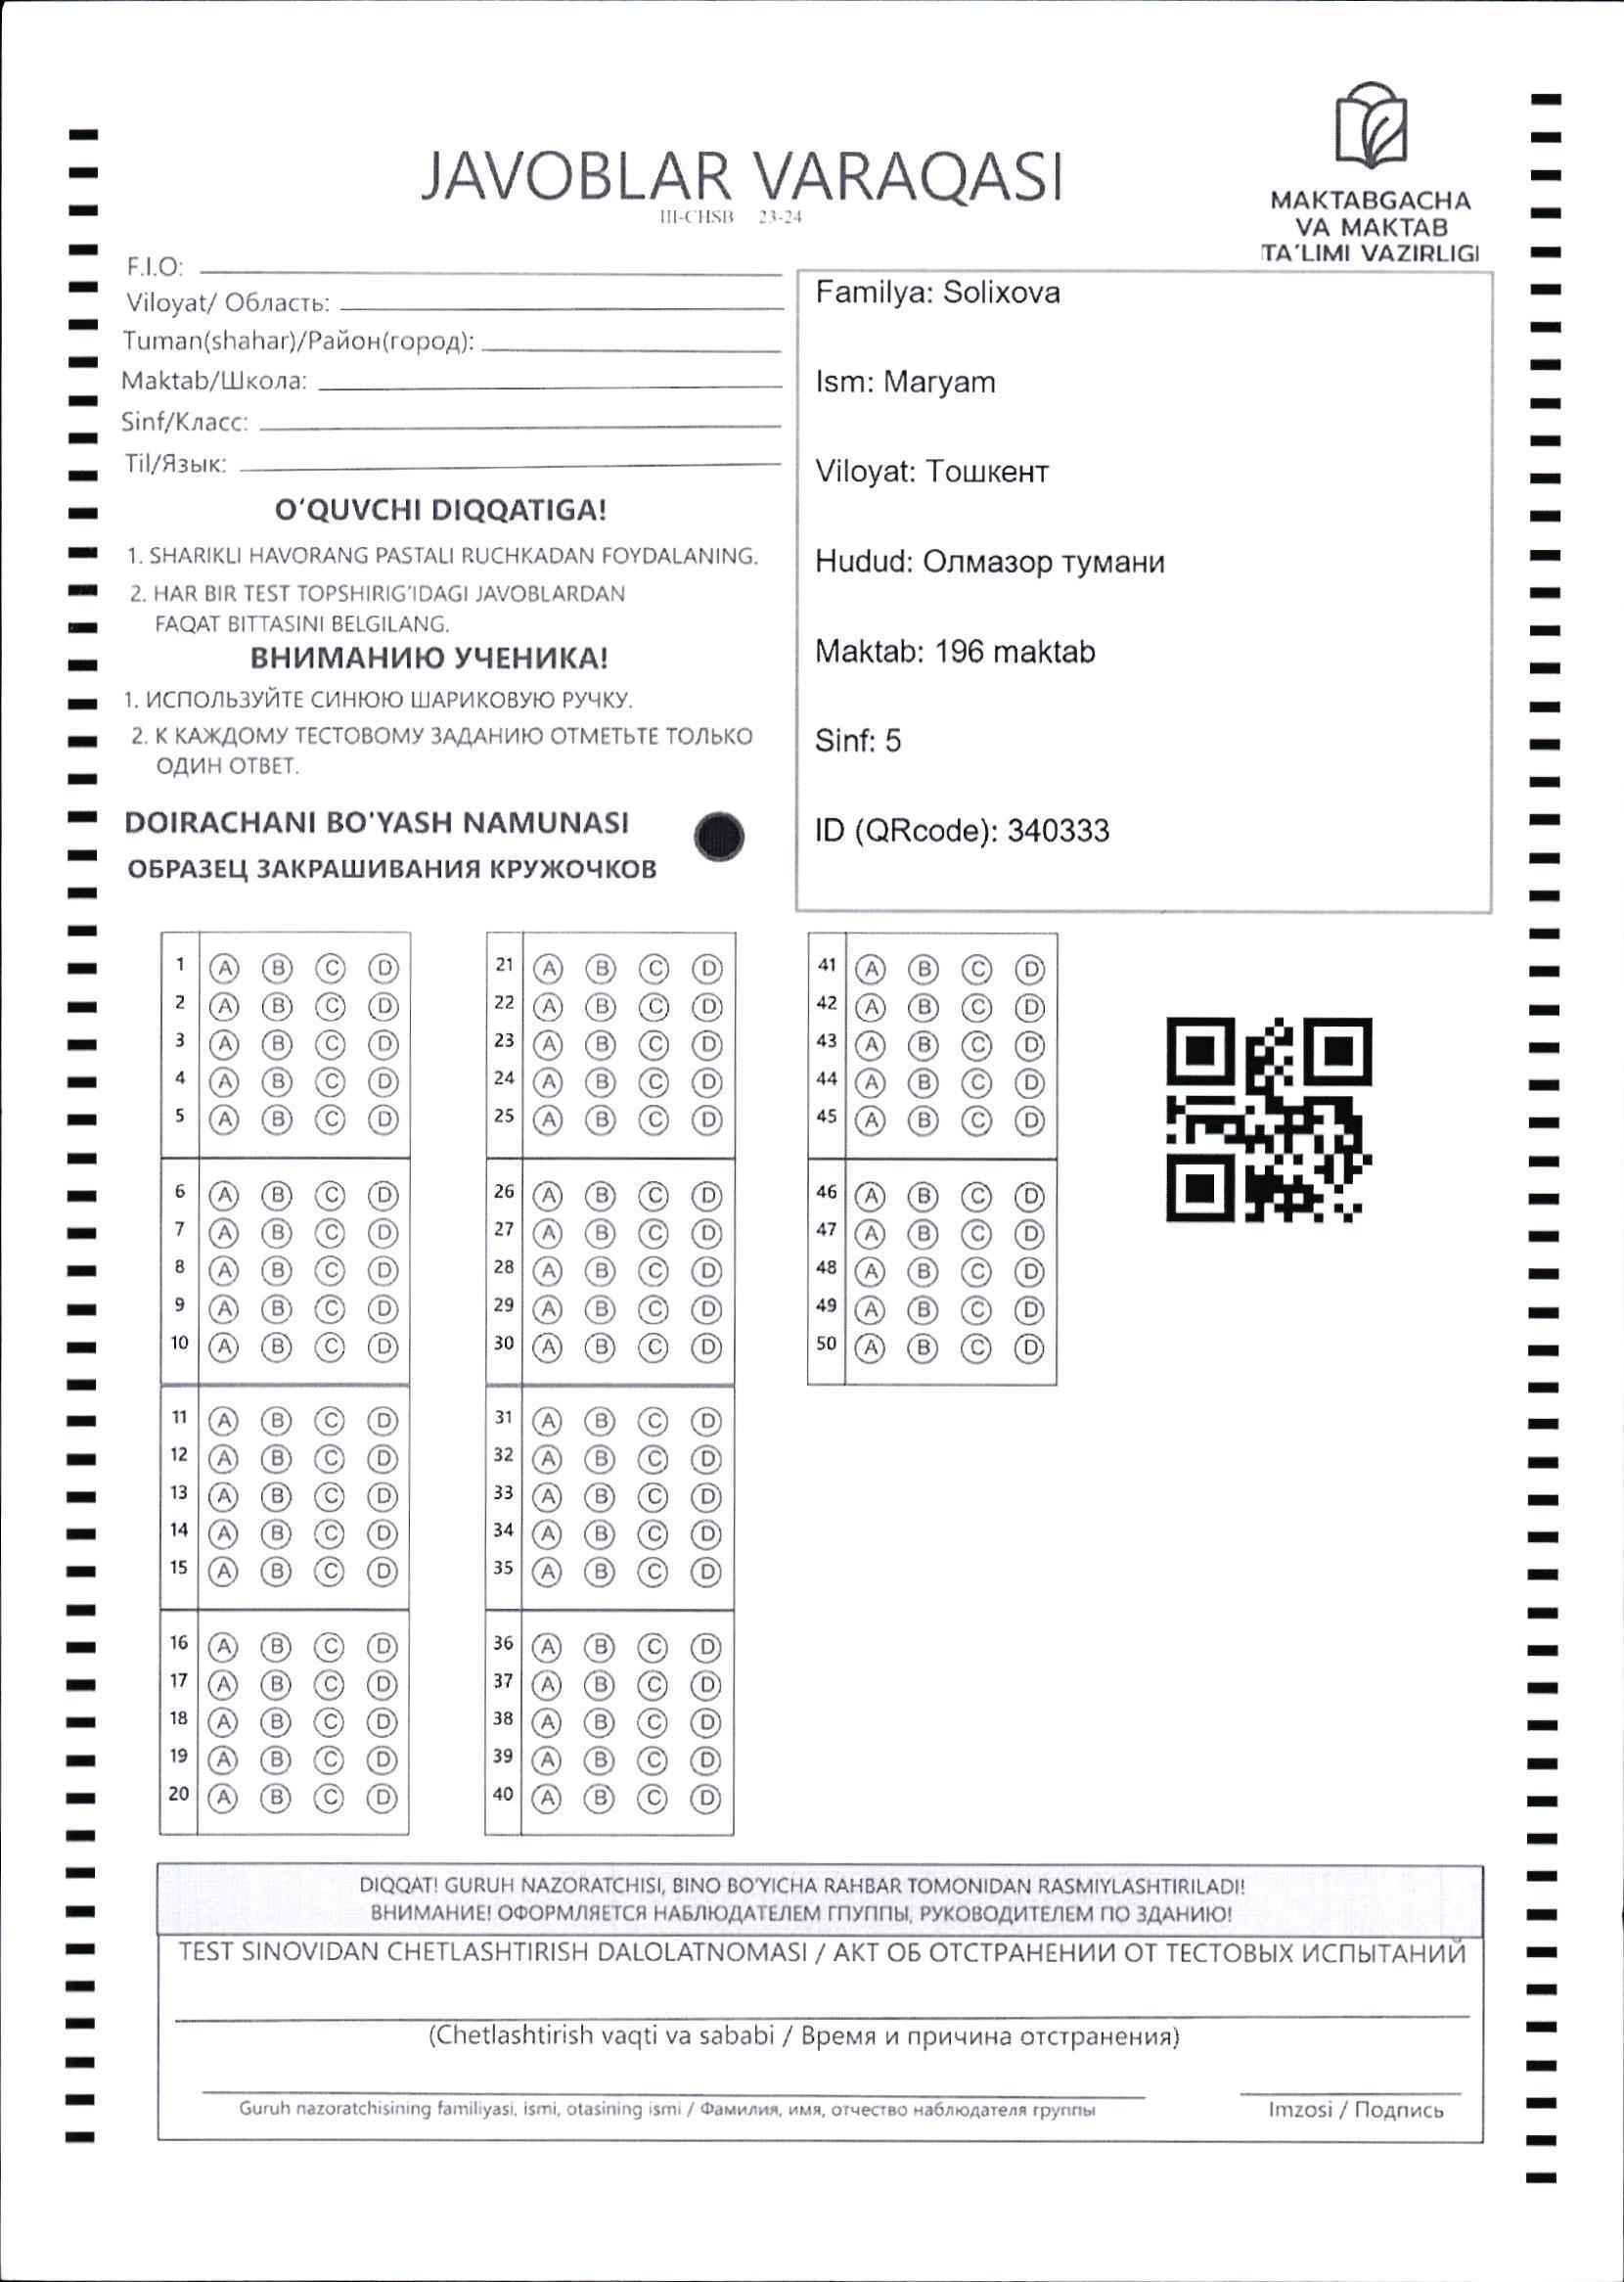 JAVOBLAR VARAQASI
III-CHSB 23-24
MAKTABGACHA
VA MAKTAB
TA'LIMI VAZIRLIGI
F.I.O:
Viloyat/ Область:
Tuman(shahar)/Район(город):
Maktab/Школа:
Sinf/Класс:
Til/Язык:
O'QUVCHI DIQQATIGA!
1. SHARIKLI HAVORANG PASTALI RUCHKADAN FOYDALANING.
2. HAR BIR TEST TOPSHIRIG'IDAGI JAVOBLARDAN
FAQAT BITTASINI BELGILANG.
ВНИМАНИЮ УЧЕНИКА!
1. ИСПОЛЬЗУЙТЕ СИНЮЮ ШАРИКОВУЮ РУЧКУ.
2. К КАЖДОМУ ТЕСТОВОМУ ЗАДАНИЮ ОТМЕТЬТЕ ТОЛЬКО
ОДИН ОТВЕТ.
DOIRACHANI BO'YASH NAMUNASI
ОБРАЗЕЦ ЗАКРАШИВАНИЯ КРУЖОЧКОВ
Familya: Solixova
Ism: Maryam
Viloyat: Тошкент
Hudud: Олмазор тумани
Maktab: 196 maktab
Sinf: 5
ID (QRcode): 340333
1 A B C D
2 A B C D
3 A B C D
4 A B C D
5 A B C D
6 A B C D
7 A B C D
8 A B C D
9 A B C D
10 A B C D
11 A B C D
12 A B C D
13 A B C D
14 A B C D
15 A B C D
16 A B C D
17 A B C D
18 A B C D
19 A B C D
20 A B C D
21 A B C D
22 A B C D
23 A B C D
24 A B C D
25 A B C D
26 A B C D
27 A B C D
28 A B C D
29 A B C D
30 A B C D
31 A B C D
32 A B C D
33 A B C D
34 A B C D
35 A B C D
36 A B C D
37 A B C D
38 A B C D
39 A B C D
40 A B C D
41 A B C D
42 A B C D
43 A B C D
44 A B C D
45 A B C D
46 A B C D
47 A B C D
48 A B C D
49 A B C D
50 A B C D
DIQQAT! GURUH NAZORATCHISI, BINO BO'YICHA RAHBAR TOMONIDAN RASMIYLASHTIRILADI!
ВНИМАНИЕ! ОФОРМЛЯЕТСЯ НАБЛЮДАТЕЛЕМ ГПУППЫ, РУКОВОДИТЕЛЕМ ПО ЗДАНИЮ!
TEST SINOVIDAN CHETLASHTIRISH DALOLATNOMASI / АКТ ОБ ОТСТРАНЕНИИ ОТ ТЕСТОВЫХ ИСПЫТАНИЙ
(Chetlashtirish vaqti va sababi / Время и причина отстранения)
Guruh nazoratchisining familiyasi, ismi, otasining ismi / Фамилия, имя, отчество наблюдателя группы
Imzosi / Подпись